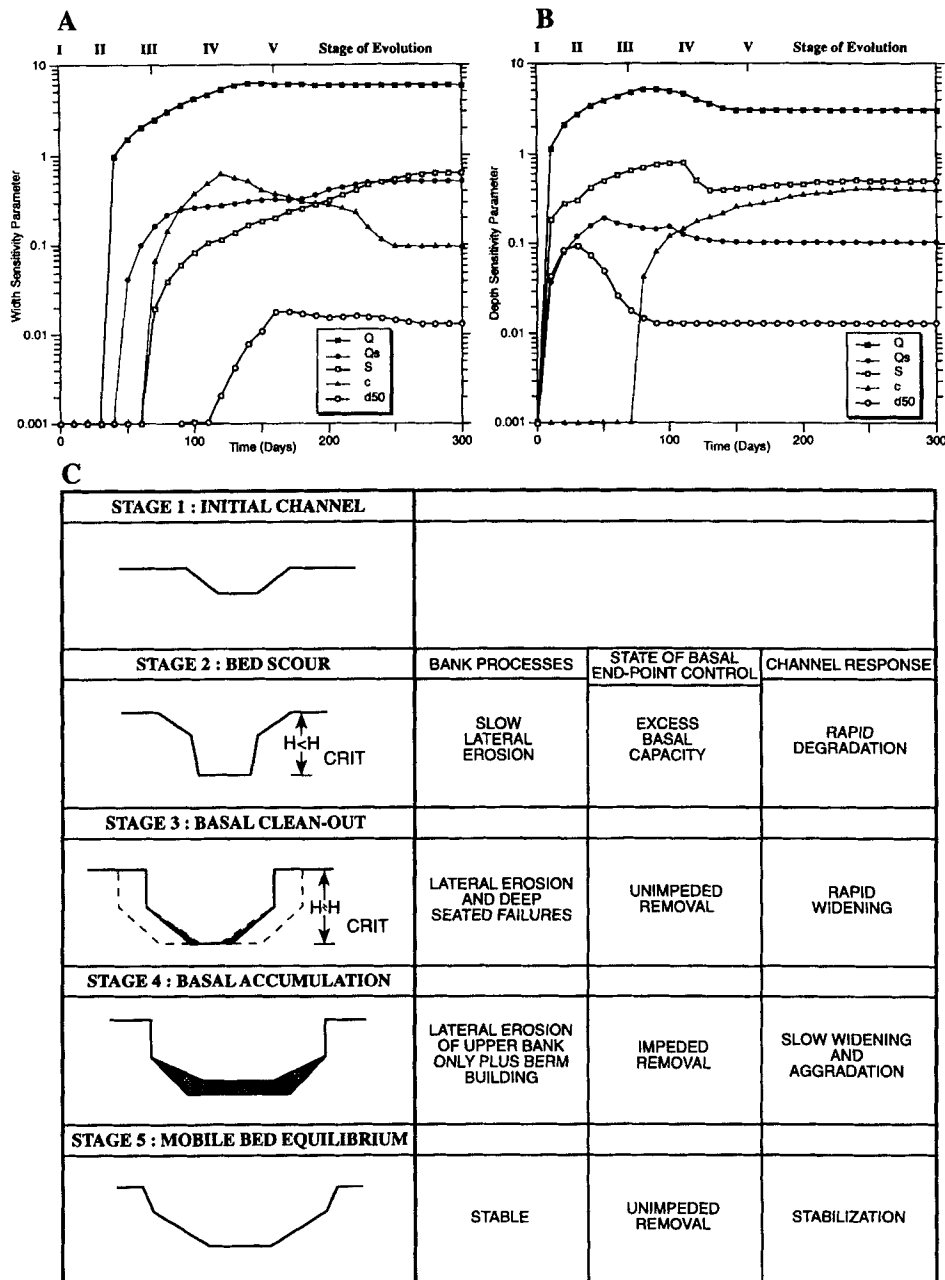 A
I II III IV V Stage of Evolution
10
1
0.1
0.01
0.001
Width Sensitivity Parameter
Q
Qs
S
c
d50
0 100 200 300
Time (Days)
B
I II III IV V Stage of Evolution
10
1
0.1
0.01
0.001
Depth Sensitivity Parameter
Q
Qs
S
c
d50
0 100 200 300
Time (Days)
C
STAGE 1 : INITIAL CHANNEL
STAGE 2 : BED SCOUR
BANK PROCESSES
STATE OF BASAL
END-POINT CONTROL
CHANNEL RESPONSE
H<H
CRIT
SLOW
LATERAL
EROSION
EXCESS
BASAL
CAPACITY
RAPID
DEGRADATION
STAGE 3 : BASAL CLEAN-OUT
H≈H
CRIT
LATERAL EROSION
AND DEEP
SEATED FAILURES
UNIMPEDED
REMOVAL
RAPID
WIDENING
STAGE 4 : BASAL ACCUMULATION
LATERAL EROSION
OF UPPER BANK
ONLY PLUS BERM
BUILDING
IMPEDED
REMOVAL
SLOW WIDENING
AND
AGGRADATION
STAGE 5 : MOBILE BED EQUILIBRIUM
STABLE
UNIMPEDED
REMOVAL
STABILIZATION